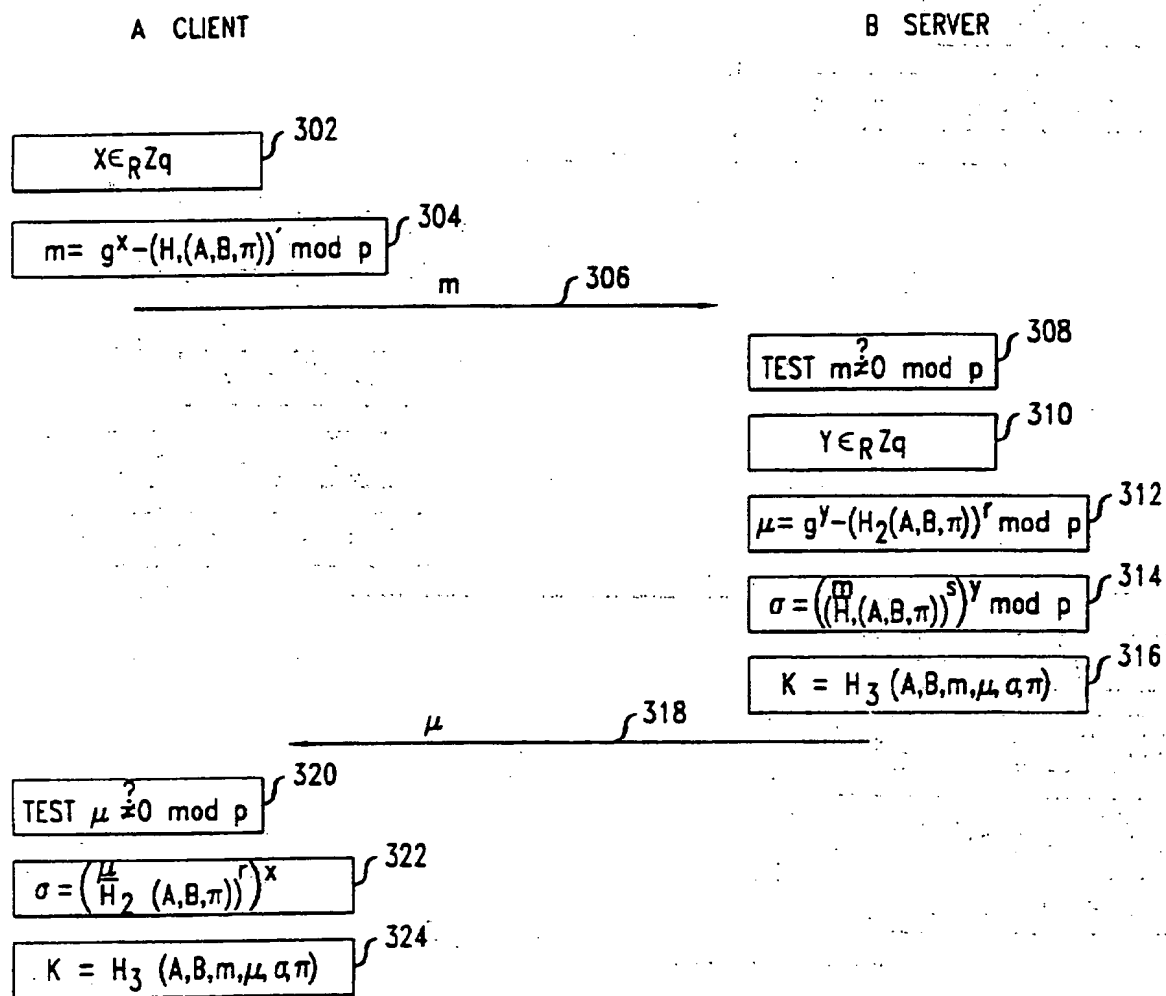 A CLIENT
B SERVER
302
X∈RZq
304
m= g^x-(H,(A,B,π))′ mod p
m
306
308
TEST m≠?0 mod p
310
Y∈RZq
312
μ= g^y-(H2(A,B,π))^r mod p
314
σ=(m/(H,(A,B,π))^s)^y mod p
316
K = H3 (A,B,m,μ,σ,π)
μ
318
320
TEST μ ≠?0 mod p
322
σ=(μ/H2 (A,B,π))^r)^x
324
K = H3 (A,B,m,μ,σ,π)